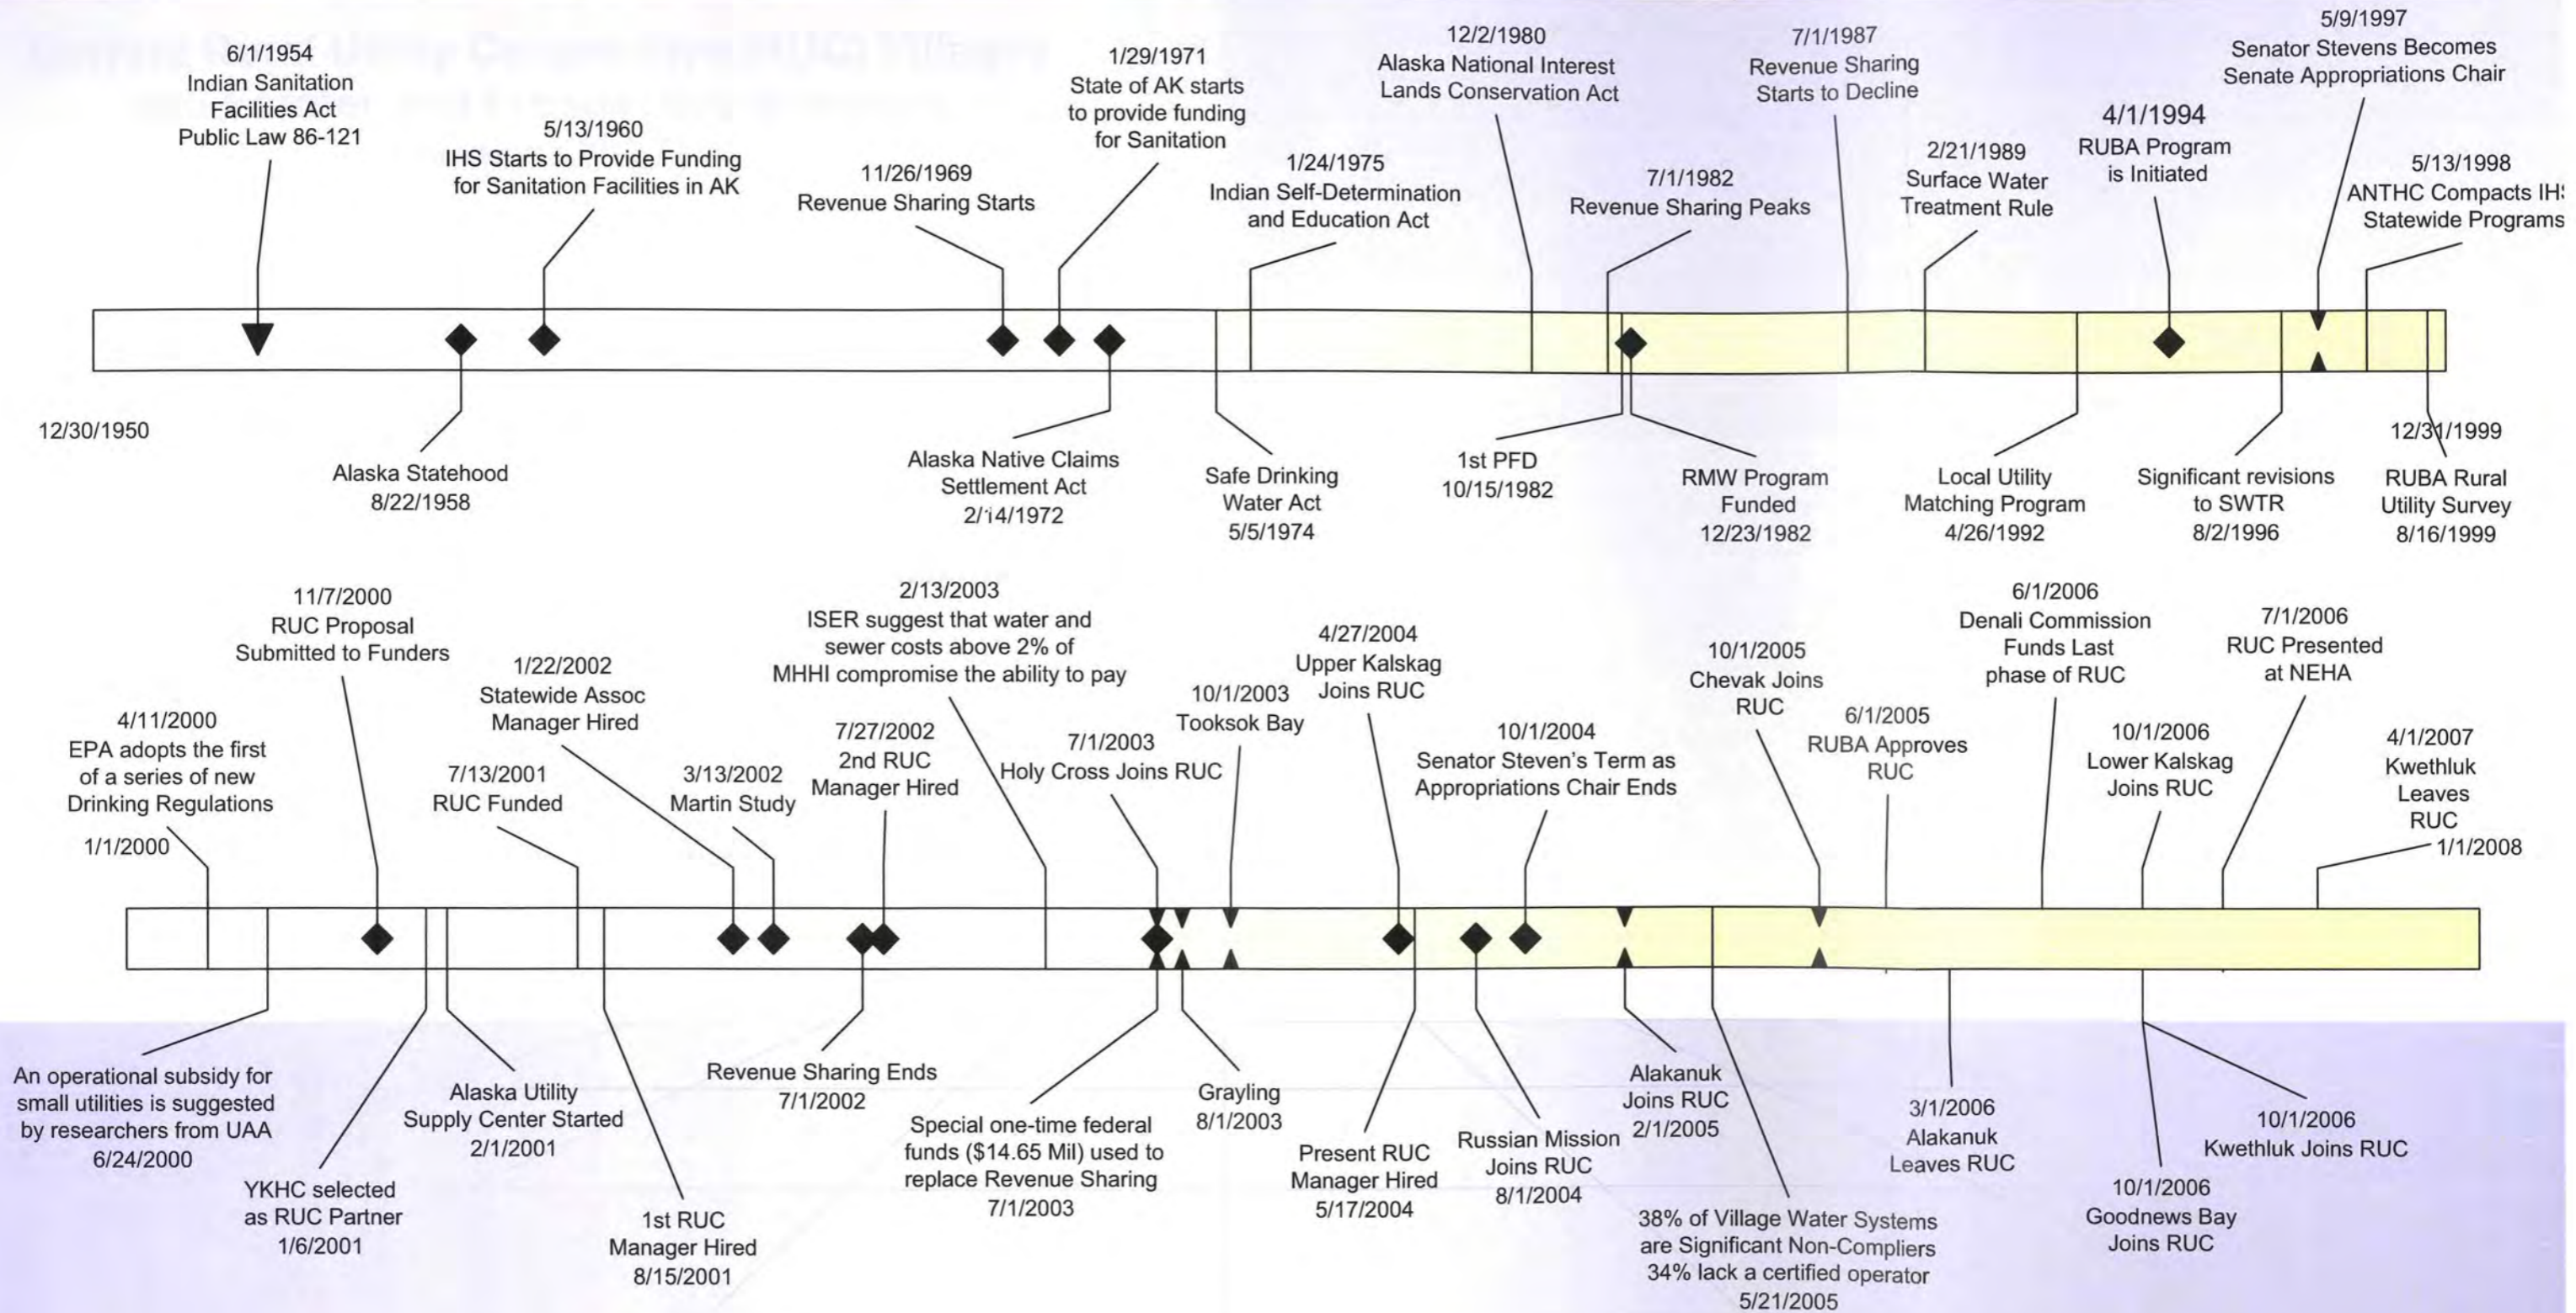 6/1/1954
Indian Sanitation
Facilities Act
Public Law 86-121
5/13/1960
IHS Starts to Provide Funding
for Sanitation Facilities in AK
11/26/1969
Revenue Sharing Starts
1/29/1971
State of AK starts
to provide funding
for Sanitation
1/24/1975
Indian Self-Determination
and Education Act
12/2/1980
Alaska National Interest
Lands Conservation Act
7/1/1982
Revenue Sharing Peaks
7/1/1987
Revenue Sharing
Starts to Decline
2/21/1989
Surface Water
Treatment Rule
4/1/1994
RUBA Program
is Initiated
5/9/1997
Senator Stevens Becomes
Senate Appropriations Chair
5/13/1998
ANTHC Compacts
Statewide Programs
12/30/1950
Alaska Statehood
8/22/1958
Alaska Native Claims
Settlement Act
2/14/1972
Safe Drinking
Water Act
5/5/1974
1st PFD
10/15/1982
RMW Program
Funded
12/23/1982
Local Utility
Matching Program
4/26/1992
Significant revisions
to SWTR
8/2/1996
12/31/1999
RUBA Rural
Utility Survey
8/16/1999
4/11/2000
EPA adopts the first
of a series of new
Drinking Regulations
1/1/2000
11/7/2000
RUC Proposal
Submitted to Funders
7/13/2001
RUC Funded
1/22/2002
Statewide Assoc
Manager Hired
3/13/2002
Martin Study
7/27/2002
2nd RUC
Manager Hired
2/13/2003
ISER suggest that water and
sewer costs above 2% of
MHHI compromise the ability to pay
7/1/2003
Holy Cross Joins RUC
10/1/2003
Tooksok Bay
4/27/2004
Upper Kalskag
Joins RUC
10/1/2004
Senator Steven's Term as
Appropriations Chair Ends
10/1/2005
Chevak Joins
RUC
6/1/2005
RUBA Approves
RUC
6/1/2006
Denali Commission
Funds Last
phase of RUC
10/1/2006
Lower Kalskag
Joins RUC
7/1/2006
RUC Presented
at NEHA
4/1/2007
Kwethluk
Leaves
RUC
1/1/2008
An operational subsidy for
small utilities is suggested
by researchers from UAA
6/24/2000
YKHC selected
as RUC Partner
1/6/2001
Alaska Utility
Supply Center Started
2/1/2001
1st RUC
Manager Hired
8/15/2001
Revenue Sharing Ends
7/1/2002
Special one-time federal
funds ($14.65 Mil) used to
replace Revenue Sharing
7/1/2003
Grayling
8/1/2003
Present RUC
Manager Hired
5/17/2004
Russian Mission
Joins RUC
8/1/2004
Alakanuk
Joins RUC
2/1/2005
38% of Village Water Systems
are Significant Non-Compliers
34% lack a certified operator
5/21/2005
3/1/2006
Alakanuk
Leaves RUC
10/1/2006
Goodnews Bay
Joins RUC
10/1/2006
Kwethluk Joins RUC